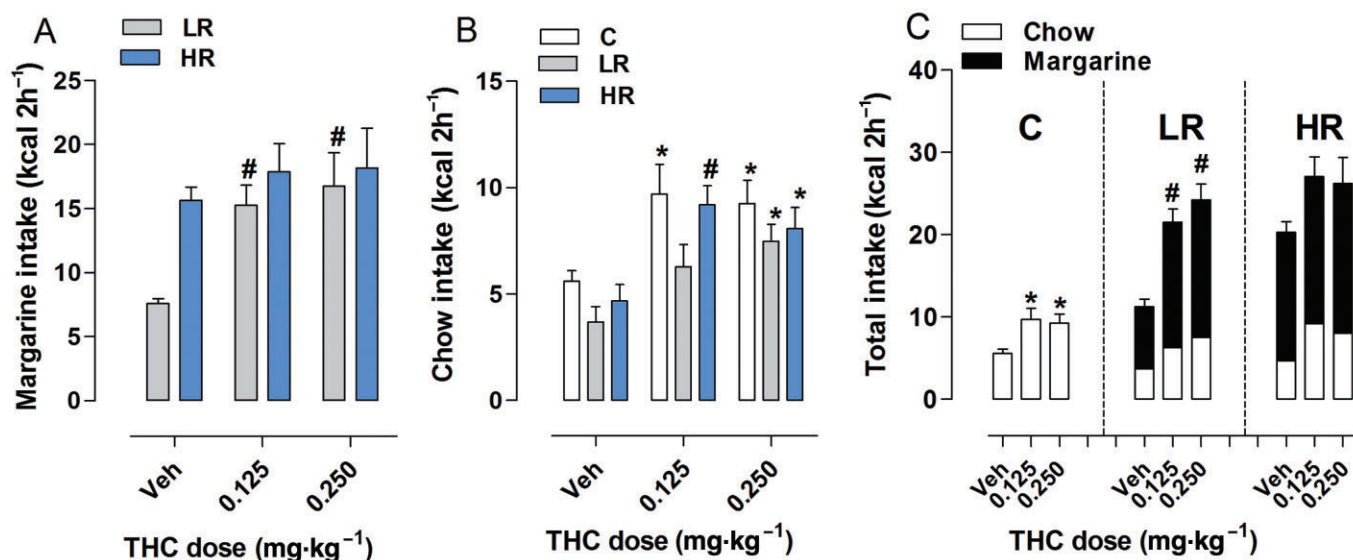 A
LR
HR
Margarine intake (kcal 2h⁻¹)
25
20
15
10
5
0
#
#
Veh
0.125
0.250
THC dose (mg·kg⁻¹)
B
C
LR
HR
Chow intake (kcal 2h⁻¹)
15
10
5
0
*
#
*
*
*
Veh
0.125
0.250
THC dose (mg·kg⁻¹)
C
Chow
Margarine
Total intake (kcal 2h⁻¹)
40
30
20
10
0
C
LR
HR
*
*
#
#
Veh
0.125
0.250
Veh
0.125
0.250
Veh
0.125
0.250
THC dose (mg·kg⁻¹)